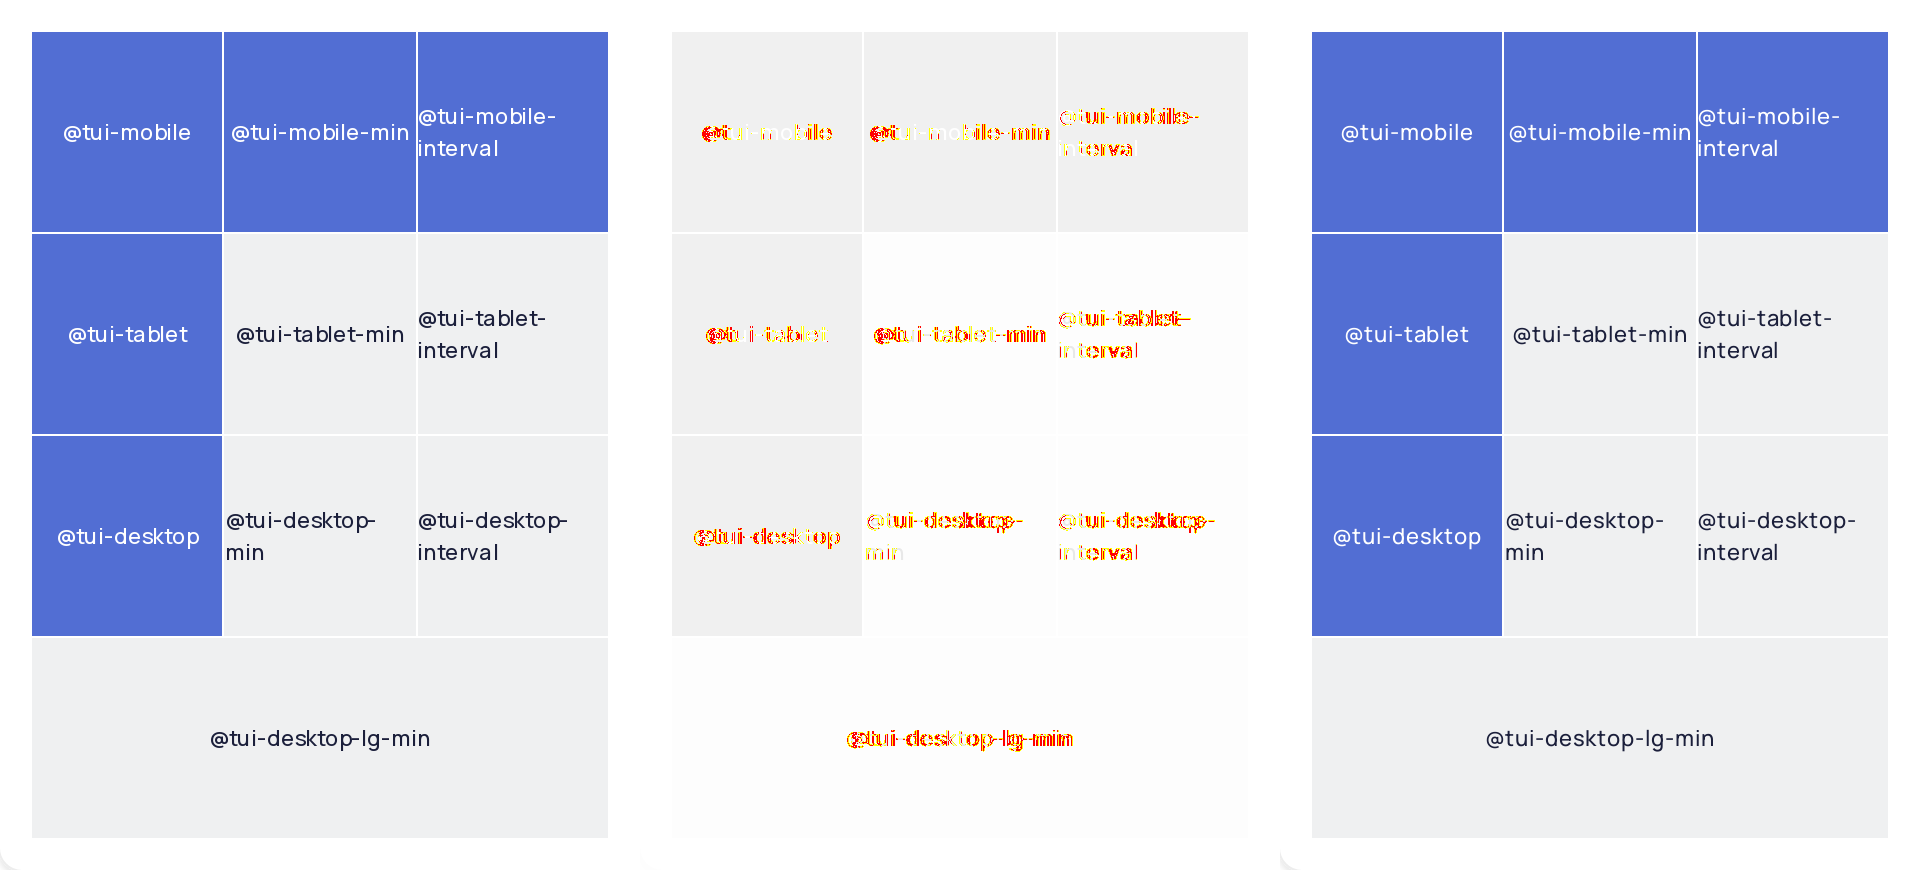 @tui-mobile
@tui-mobile-min
@tui-mobile-
interval
@tui-tablet
@tui-tablet-min
@tui-tablet-
interval
@tui-desktop
@tui-desktop-
min
@tui-desktop-
interval
@tui-desktop-lg-min
@tui-mobile
@tui-mobile-min
@tui-mobile-
interval
@tui-tablet
@tui-tablet-min
@tui-tablet-
interval
@tui-desktop
@tui-desktop-
min
@tui-desktop-
interval
@tui-desktop-lg-min
@tui-mobile
@tui-mobile-min
@tui-mobile-
interval
@tui-tablet
@tui-tablet-min
@tui-tablet-
interval
@tui-desktop
@tui-desktop-
min
@tui-desktop-
interval
@tui-desktop-lg-min